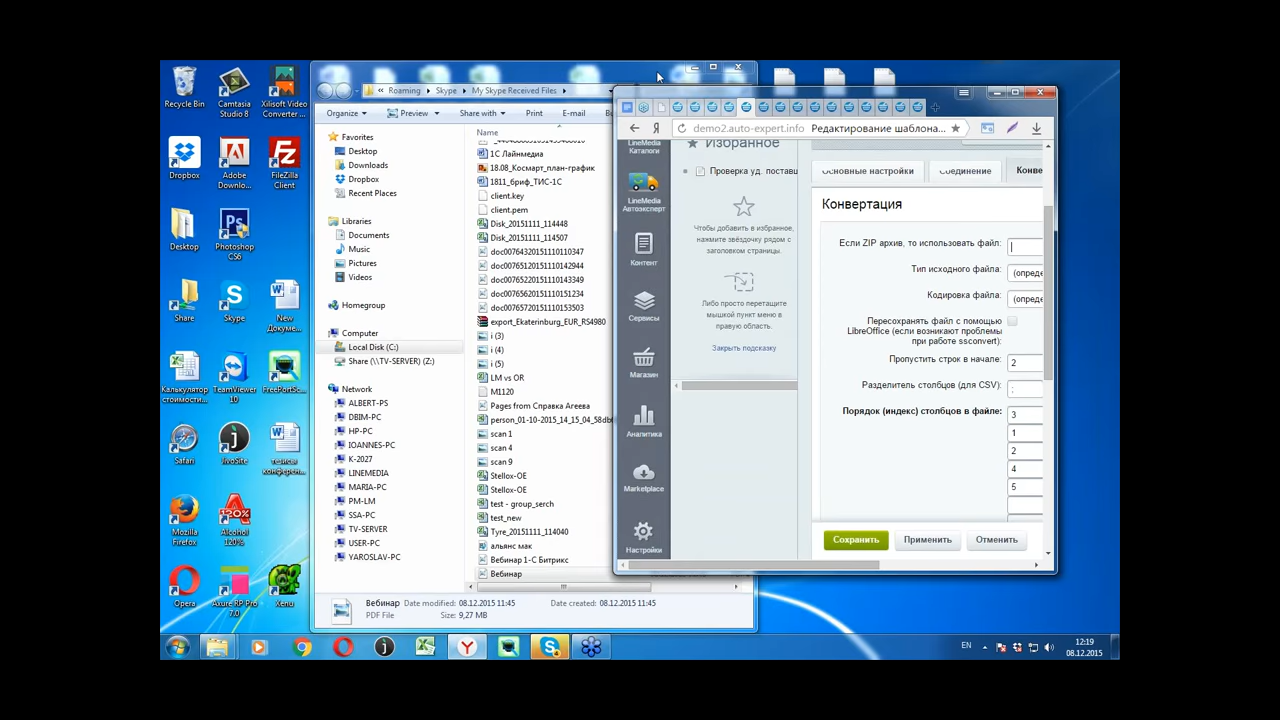 Recycle Bin
Camtasia
Studio 8
Xilisoft Video
Converter ...
Dropbox
Adobe
Downlo...
FileZilla
Client
Desktop
Photoshop
CS6
Share
Skype
New
Докуме...
Калькулятор
стоимости...
TeamViewer
10
FreePortSc...
Safari
JivoSite
тезисы
конферен...
Mozilla
Firefox
Alcohol
120%
Opera
Axure RP Pro
7.0
Xenu
« Roaming
Skype
My Skype Received Files
Organize
Preview
Share with
Print
Email
Favorites
Desktop
Downloads
Dropbox
Recent Places
Libraries
Documents
Music
Pictures
Videos
Homegroup
Computer
Local Disk (C:)
Share (\\TV-SERVER) (Z:)
Network
ALBERT-PS
DBIM-PC
HP-PC
IOANNES-PC
K-2027
LINEMEDIA
MARIA-PC
PM-LM
SSA-PC
TV-SERVER
USER-PC
YAROSLAV-PC
Name
1С Лайнмедиа
18.08_Космарт_план-график
1811_бриф_ТИС-1С
client.key
client.pem
Disk_20151111_114448
Disk_20151111_114507
doc00764320151110110347
doc00765120151110142944
doc00765220151110143349
doc00765620151110151234
doc00765720151110153503
export_Ekaterinburg_EUR_RS4980
i (3)
i (4)
i (5)
LM vs OR
M1120
Pages from Справка Агеева
person_01-10-2015_14_15_04_58db
scan 1
scan 4
scan 9
Stellox-OE
Stellox-OE
test - group_serch
test_new
Tyre_20151111_114040
альянс мак
Вебинар 1-С Битрикс
Вебинар
Вебинар Date modified: 08.12.2015 11:45 Date created: 08.12.2015 11:45
PDF File Size: 9,27 MB
demo2.auto-expert.info Редактирование шаблона...
LineMedia
Каталоги
LineMedia
Автоэксперт
Контент
Сервисы
Магазин
Аналитика
Marketplace
Настройки
Избранное
Проверка уд. поставщ
Чтобы добавить в избранное,
нажмите звёздочку рядом с
заголовком страницы.
Либо просто перетащите
мышкой пункт меню в
правую область.
Закрыть подсказку
Основные настройки
Соединение
Конве
Конвертация
Если ZIP архив, то использовать файл:
Тип исходного файла: (опреде
Кодировка файла: (опреде
Пересохранять файл с помощью
LibreOffice (если возникают проблемы
при работе ssconvert):
Пропустить строк в начале: 2
Разделитель столбцов (для CSV): ;
Порядок (индекс) столбцов в файле: 3
1
2
4
5
Сохранить
Применить
Отменить
EN
12:19
08.12.2015